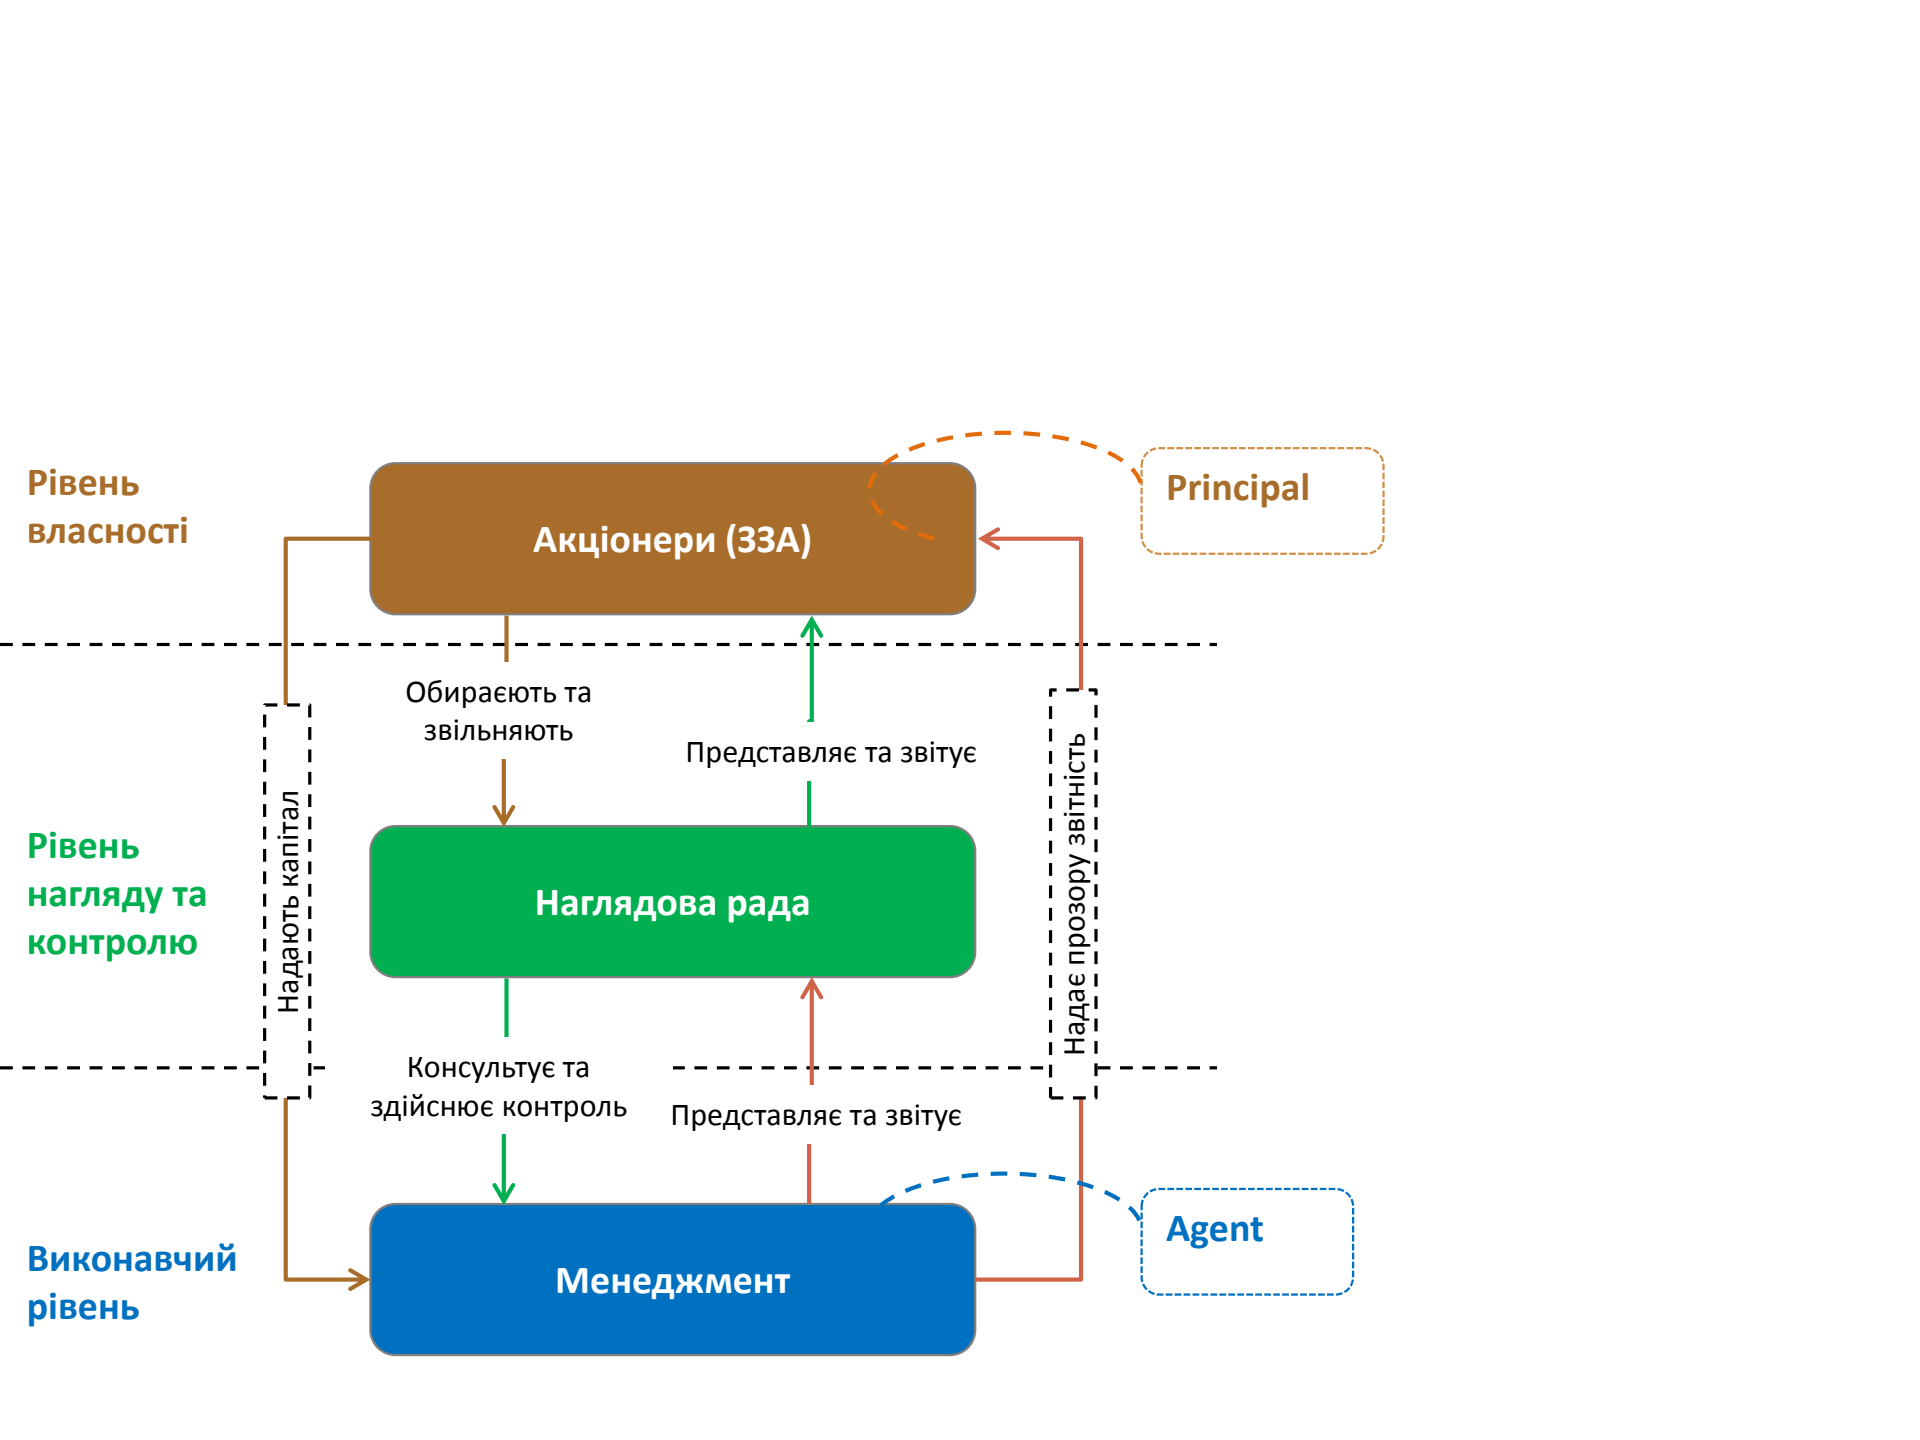 Рівень
власності
Акціонери (ЗЗА)
Principal
Обираєють та
звільняють
Представляє та звітує
Надають капітал
Надає прозору звітність
Рівень
нагляду та
контролю
Наглядова рада
Консультує та
здійснює контроль
Представляє та звітує
Виконавчий
рівень
Менеджмент
Agent